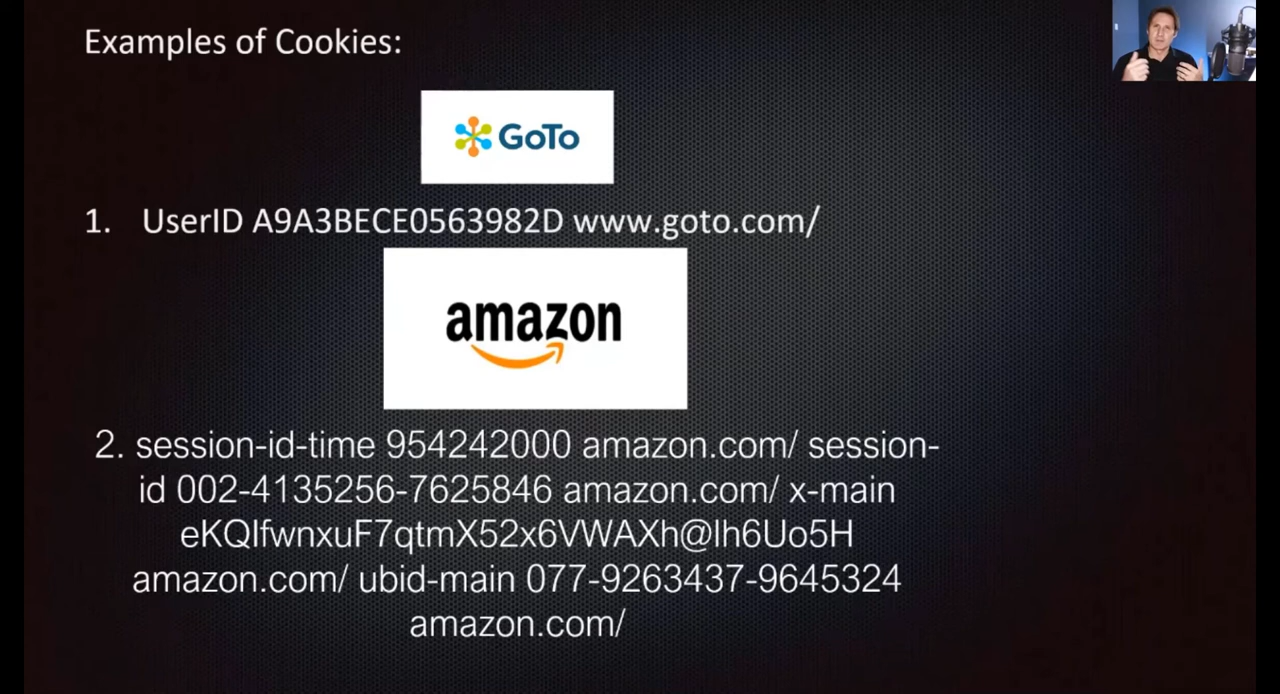 Examples of Cookies:
GoTo
1. UserID A9A3BECE0563982D www.goto.com/
amazon
2. session-id-time 954242000 amazon.com/ session-
id 002-4135256-7625846 amazon.com/ x-main
eKQIfwnxuF7qtmX52x6VWAXh@Ih6Uo5H
amazon.com/ ubid-main 077-9263437-9645324
amazon.com/